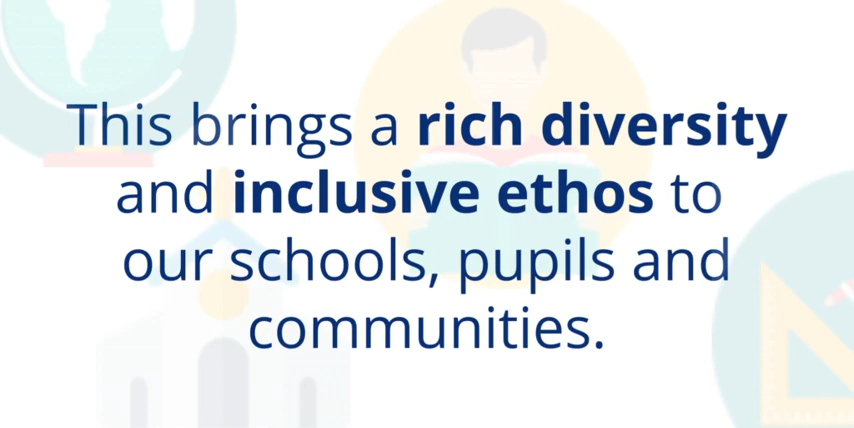 This brings a rich diversity
and inclusive ethos to
our schools, pupils and
communities.